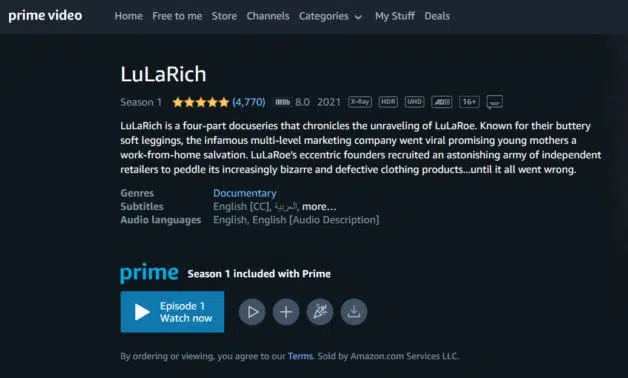 prime video Home Free to me Store Channels Categories My Stuff Deals
LuLaRich
Season 1 (4,770) IMDb 8.0 2021 X-Ray HDR UHD AD 16+
LuLaRich is a four-part docuseries that chronicles the unraveling of LuLaRoe. Known for their buttery
soft leggings, the infamous multi-level marketing company went viral promising young mothers a
work-from-home salvation. LuLaRoe's eccentric founders recruited an astonishing army of independent
retailers to peddle its increasingly bizarre and defective clothing products...until it all went wrong.
Genres Documentary
Subtitles English [CC], العربية, more...
Audio languages English, English [Audio Description]
prime Season 1 included with Prime
Episode 1
Watch now
By ordering or viewing, you agree to our Terms. Sold by Amazon.com Services LLC.